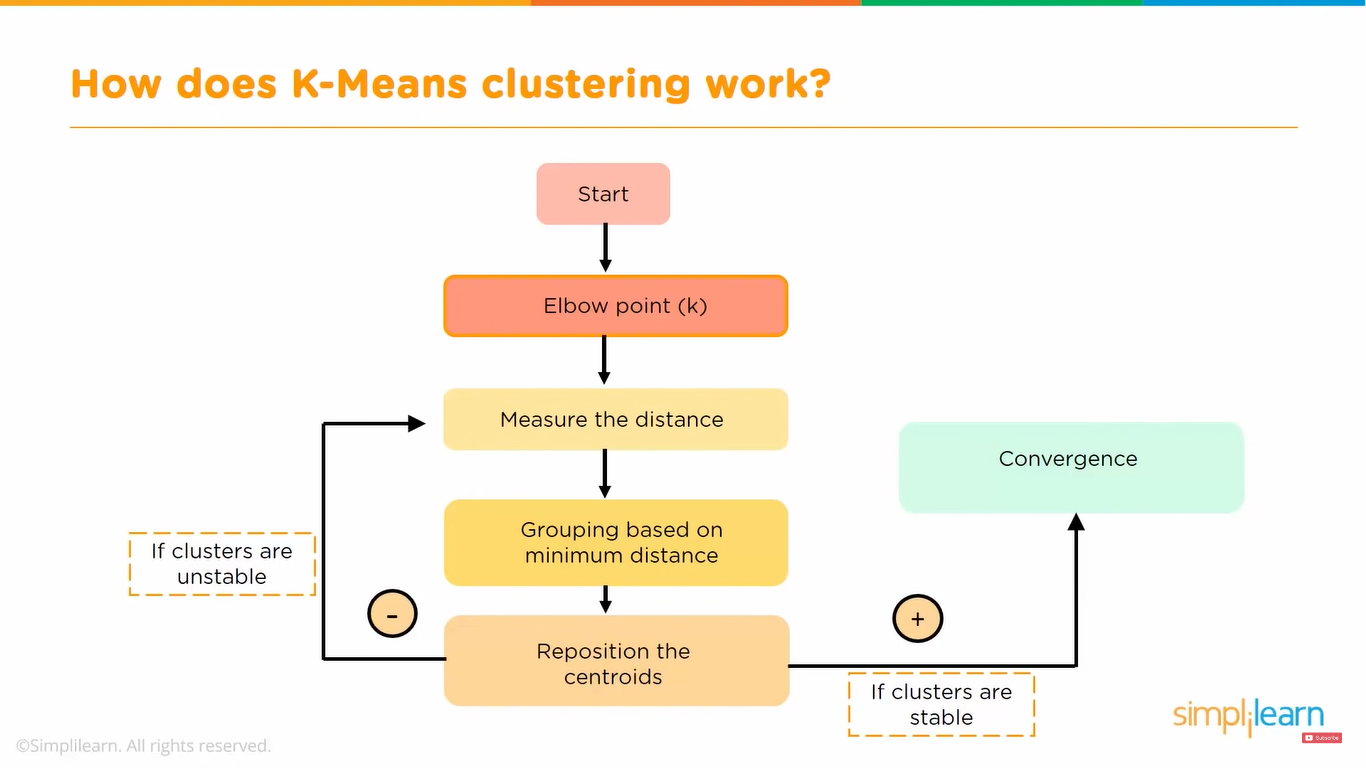 How does K-Means clustering work?
Start
Elbow point (k)
Measure the distance
Convergence
Grouping based on
minimum distance
If clusters are
unstable
-
+
Reposition the
centroids
If clusters are
stable
simplilearn
Subscribe
©Simplilearn. All rights reserved.